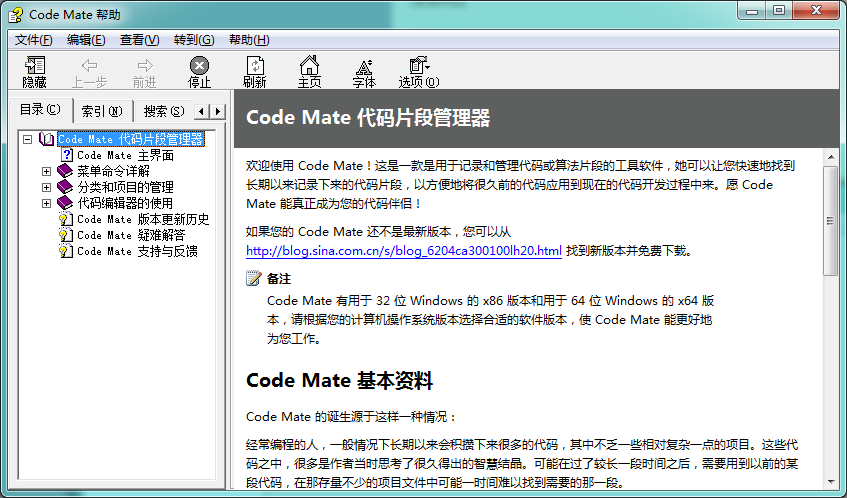 Code Mate 帮助
文件(F) 编辑(E) 查看(V) 转到(G) 帮助(H)
隐藏 上一步 前进 停止 刷新 主页 字体 选项(O)
目录(C) 索引(N) 搜索(S)
Code Mate 代码片段管理器
Code Mate 主界面
菜单命令详解
分类和项目的管理
代码编辑器的使用
Code Mate 版本更新历史
Code Mate 疑难解答
Code Mate 支持与反馈
Code Mate 代码片段管理器
欢迎使用 Code Mate！这是一款是用于记录和管理代码或算法片段的工具软件，她可以让您快速地找到
长期以来记录下来的代码片段，以方便地将很久前的代码应用到现在的代码开发过程中来。愿 Code
Mate 能真正成为您的代码伴侣！
如果您的 Code Mate 还不是最新版本，您可以从
http://blog.sina.com.cn/s/blog_6204ca300100lh20.html 找到新版本并免费下载。
备注
Code Mate 有用于 32 位 Windows 的 x86 版本和用于 64 位 Windows 的 x64 版
本，请根据您的计算机操作系统版本选择合适的软件版本，使 Code Mate 能更好地
为您工作。
Code Mate 基本资料
Code Mate 的诞生源于这样一种情况：
经常编程的人，一般情况下长期以来会积攒下来很多的代码，其中不乏一些相对复杂一点的项目。这些代
码之中，很多是作者当时思考了很久得出的智慧结晶。可能在过了较长一段时间之后，需要用到以前的某
段代码，在那存量不少的项目文件中可能一时间难以找到需要的那一段。